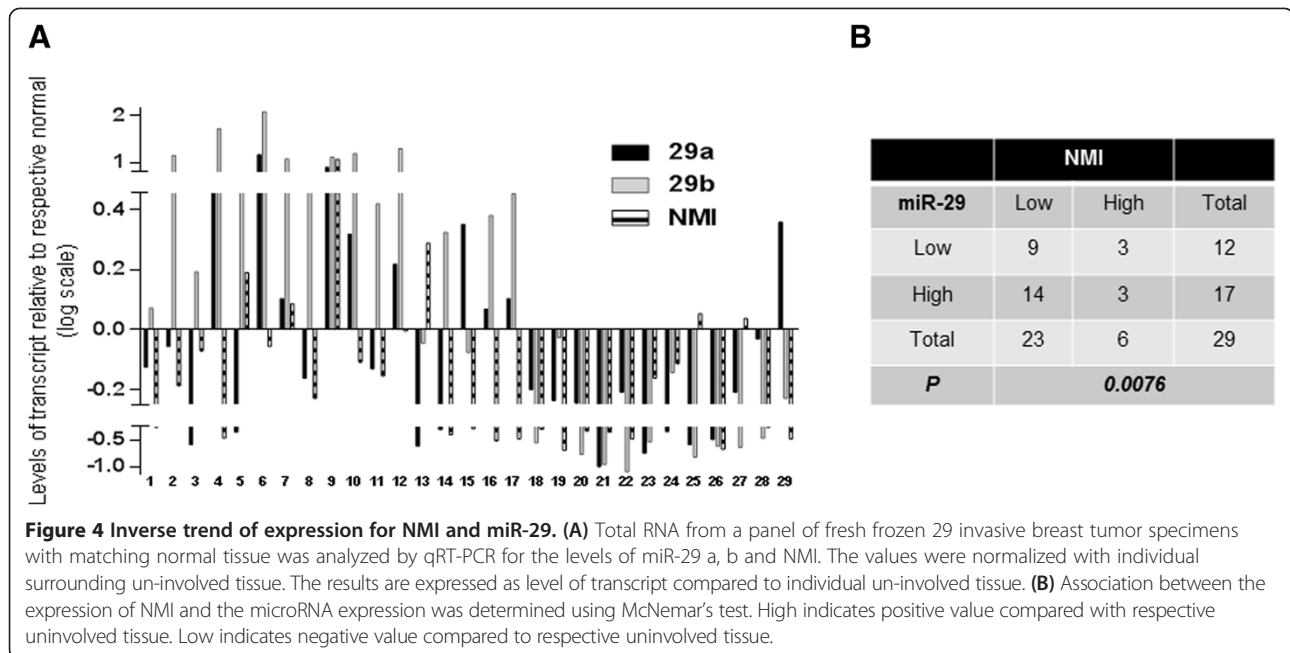 A
B
Levels of transcript relative to respective normal
(log scale)
2
1
0.4
0.2
0.0
-0.2
-0.5
-1.0
29a
29b
NMI
1 2 3 4 5 6 7 8 9 10 11 12 13 14 15 16 17 18 19 20 21 22 23 24 25 26 27 28 29
NMI
miR-29 Low High Total
Low 9 3 12
High 14 3 17
Total 23 6 29
P 0.0076
Figure 4 Inverse trend of expression for NMI and miR-29. (A) Total RNA from a panel of fresh frozen 29 invasive breast tumor specimens
with matching normal tissue was analyzed by qRT-PCR for the levels of miR-29 a, b and NMI. The values were normalized with individual
surrounding un-involved tissue. The results are expressed as level of transcript compared to individual un-involved tissue. (B) Association between the
expression of NMI and the microRNA expression was determined using McNemar's test. High indicates positive value compared with respective
uninvolved tissue. Low indicates negative value compared to respective uninvolved tissue.